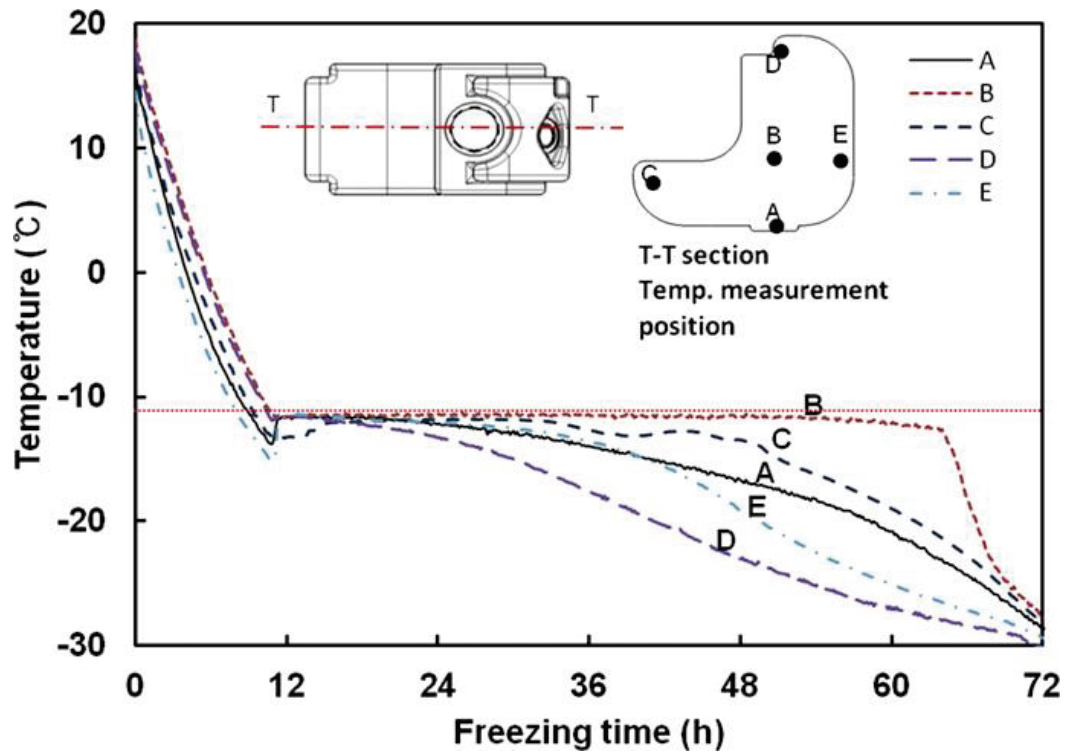 20
10
0
-10
-20
-30
Temperature (℃)
0 12 24 36 48 60 72
Freezing time (h)
T T
D
B E
C
A
T-T section
Temp. measurement
position
A
B
C
D
E
B
C
A
E
D